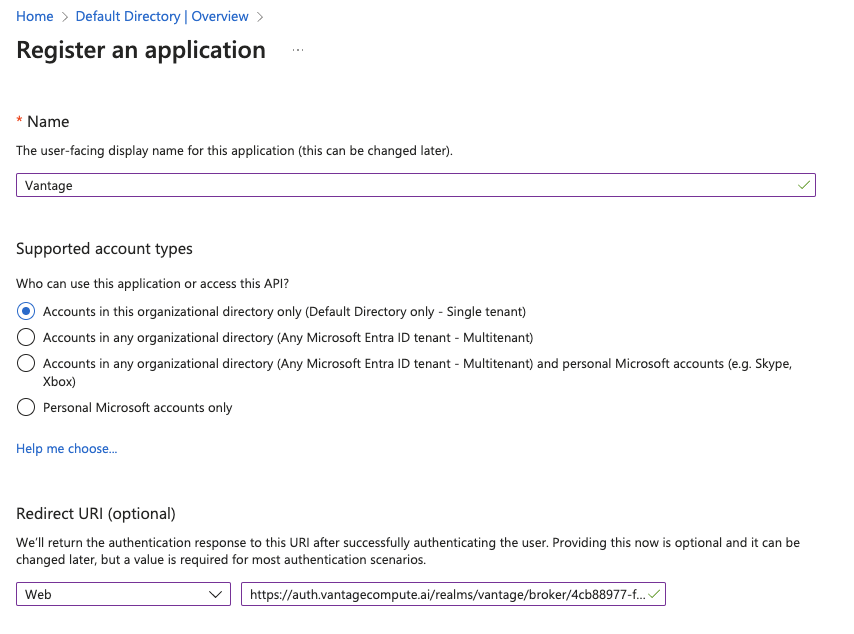 Home > Default Directory | Overview >
Register an application ...
* Name
The user-facing display name for this application (this can be changed later).
Vantage
Supported account types
Who can use this application or access this API?
Accounts in this organizational directory only (Default Directory only - Single tenant)
Accounts in any organizational directory (Any Microsoft Entra ID tenant - Multitenant)
Accounts in any organizational directory (Any Microsoft Entra ID tenant - Multitenant) and personal Microsoft accounts (e.g. Skype,
Xbox)
Personal Microsoft accounts only
Help me choose...
Redirect URI (optional)
We'll return the authentication response to this URI after successfully authenticating the user. Providing this now is optional and it can be
changed later, but a value is required for most authentication scenarios.
Web https://auth.vantagecompute.ai/realms/vantage/broker/4cb88977-f...